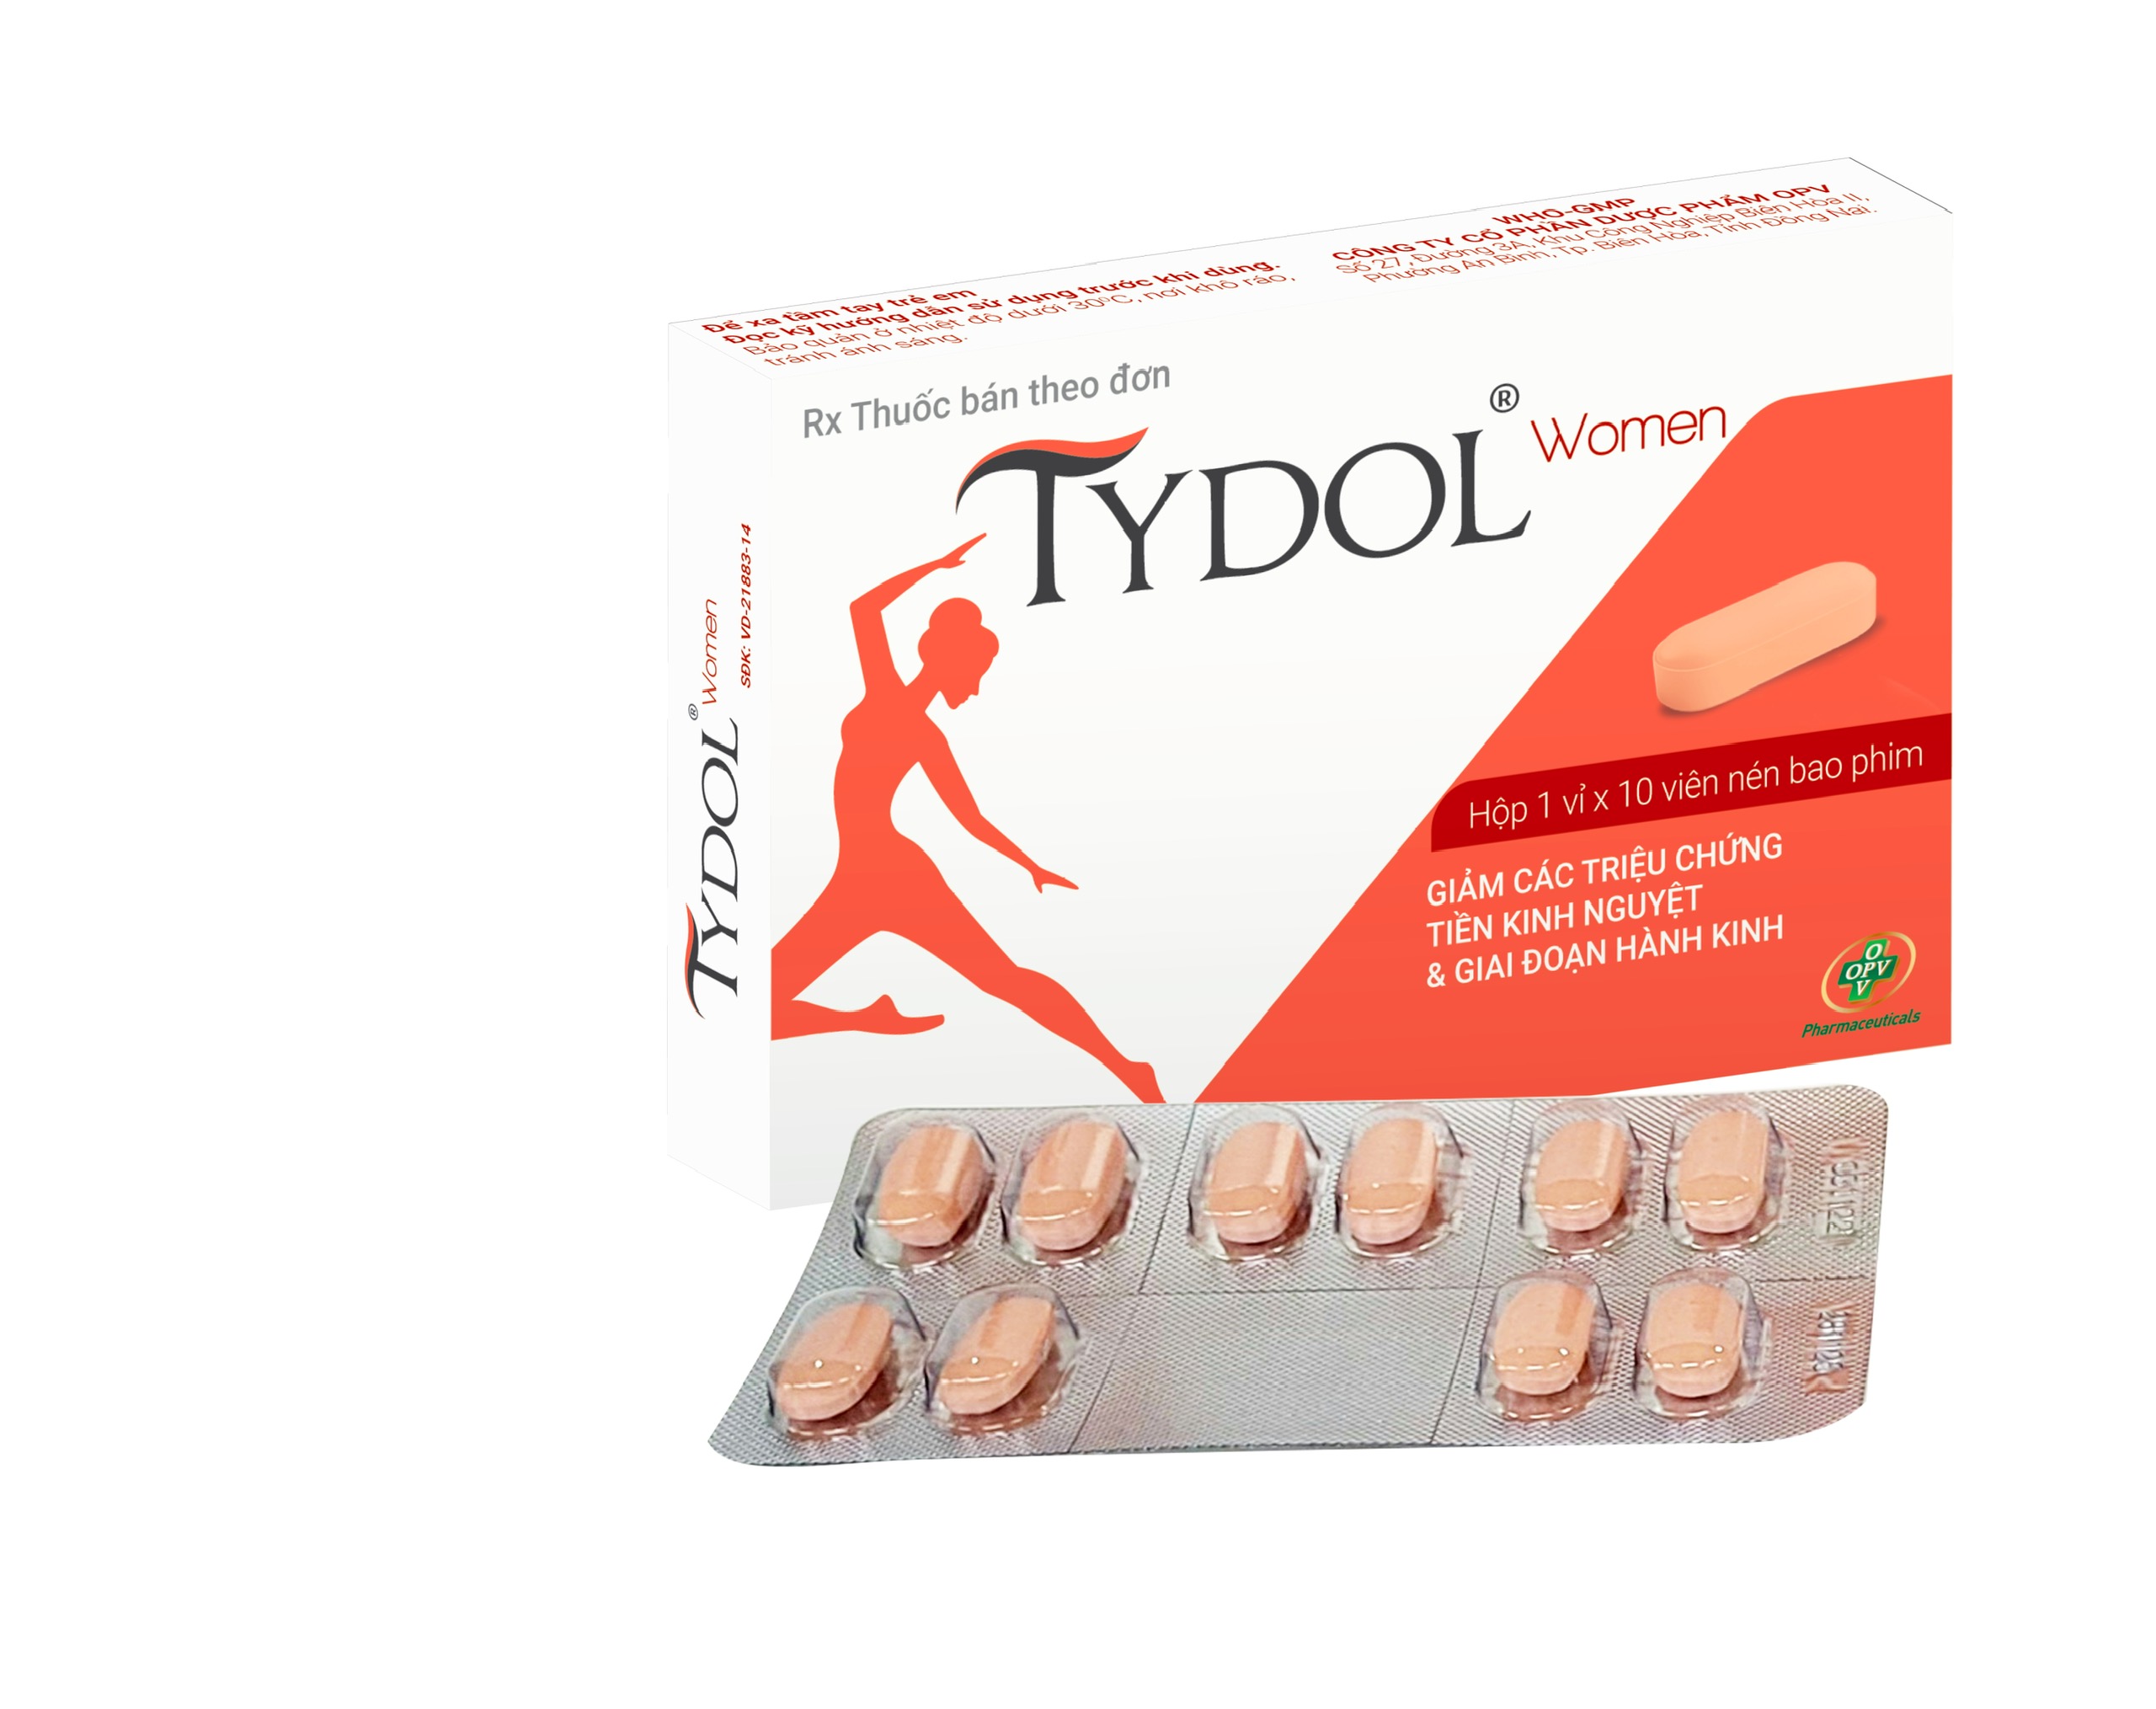 Để xa tầm tay trẻ em
Đọc kỹ hướng dẫn sử dụng trước khi dùng.
Bảo quản ở nhiệt độ dưới 30°C, nơi khô ráo,
tránh ánh sáng.
WHO-GMP
CÔNG TY CỔ PHẦN DƯỢC PHẨM OPV
Số 27, Đường 3A, Khu Công Nghiệp Biên Hòa II,
Phường An Bình, Tp. Biên Hòa, Tỉnh Đồng Nai.
Rx Thuốc bán theo đơn
TYDOL® Women
Hộp 1 vỉ x 10 viên nén bao phim
GIẢM CÁC TRIỆU CHỨNG
TIỀN KINH NGUYỆT
& GIAI ĐOẠN HÀNH KINH
O
OPV
V
Pharmaceuticals
TYDOL® Women
SĐK: VD-21883-14